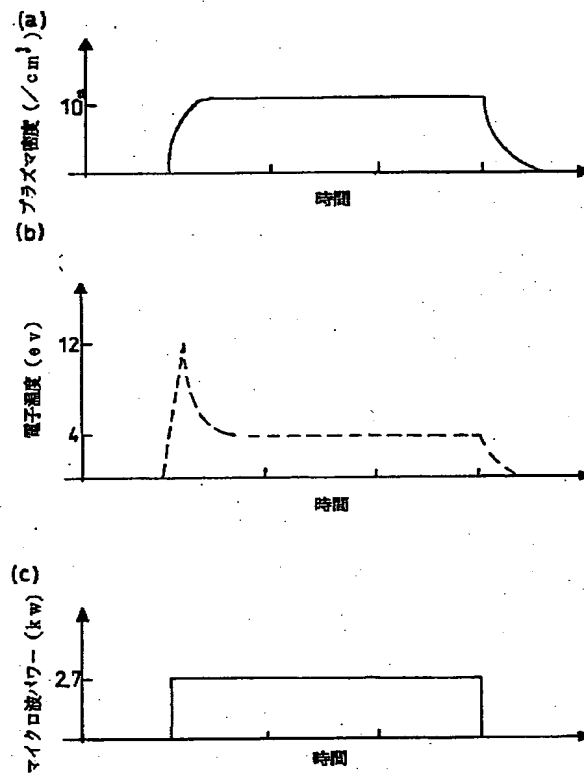 (a)
プラズマ密度 (/cm³)
時間
(b)
電子温度 (ev)
12
4
時間
(c)
マイクロ波パワー (kw)
2.7
時間